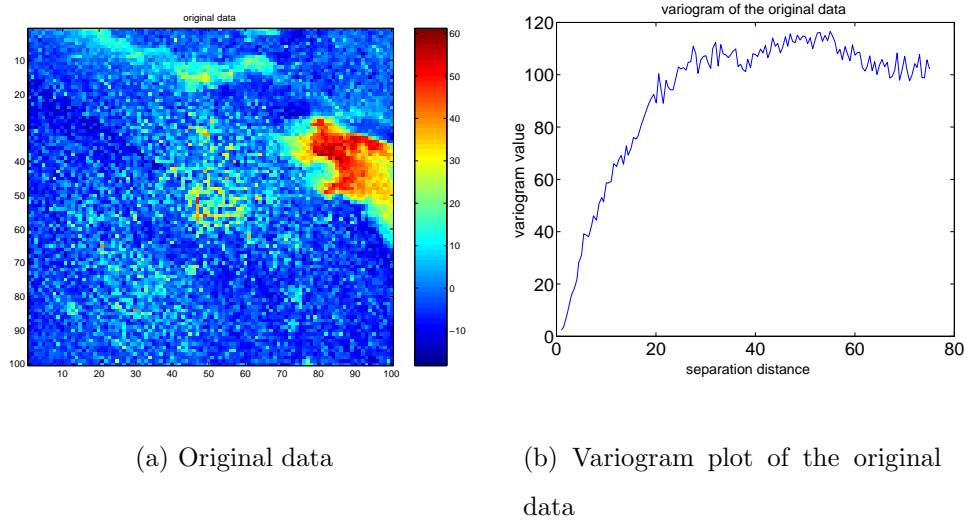 original data
10
20
30
40
50
60
70
80
90
100
10 20 30 40 50 60 70 80 90 100
60
50
40
30
20
10
0
−10
variogram of the original data
variogram value
120
100
80
60
40
20
0
0 20 40 60 80
separation distance
(a) Original data
(b) Variogram plot of the original
data